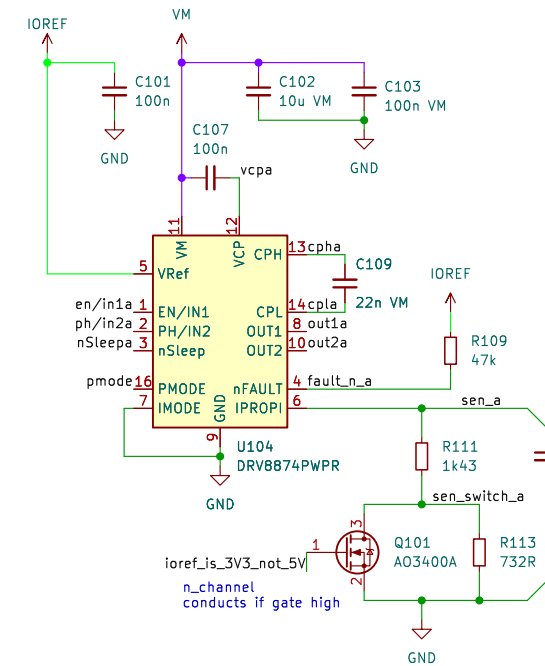 IOREF
VM
C101
100n
GND
C102
10u VM
C103
100n VM
GND
C107
100n
vcpa
11
12
VM
VCP
CPH
13
cpha
5
VRef
C109
22n VM
IOREF
en/in1a
1
EN/IN1
CPL
14
cpla
ph/in2a
2
PH/IN2
OUT1
8
out1a
nSleepa
3
nSleep
OUT2
10
out2a
R109
47k
pmode
16
PMODE
nFAULT
4
fault_n_a
7
IMODE
GND
IPROPI
6
sen_a
9
U104
DRV8874PWPR
GND
R111
1k43
sen_switch_a
3
ioref_is_3V3_not_5V
1
Q101
AO3400A
2
R113
732R
n_channel
conducts if gate high
GND